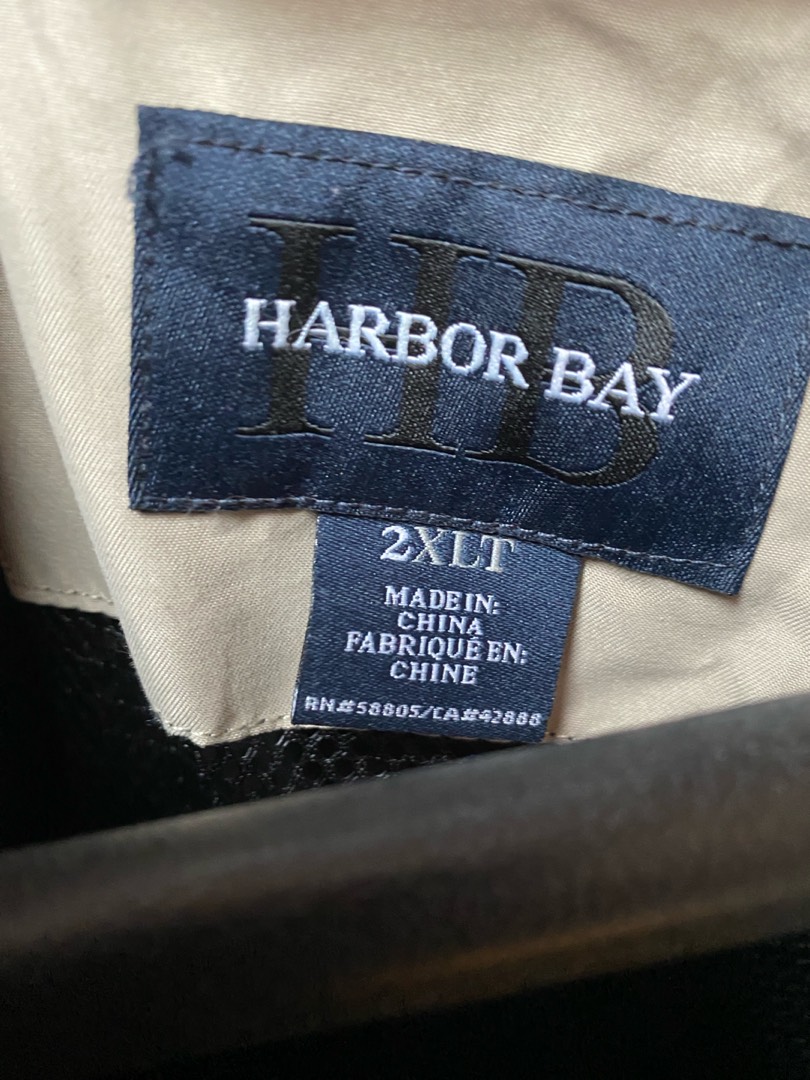 HB
HARBOR BAY
2XLT
MADE IN:
CHINA
FABRIQUÉ EN:
CHINE
RN#58805/CA#42888